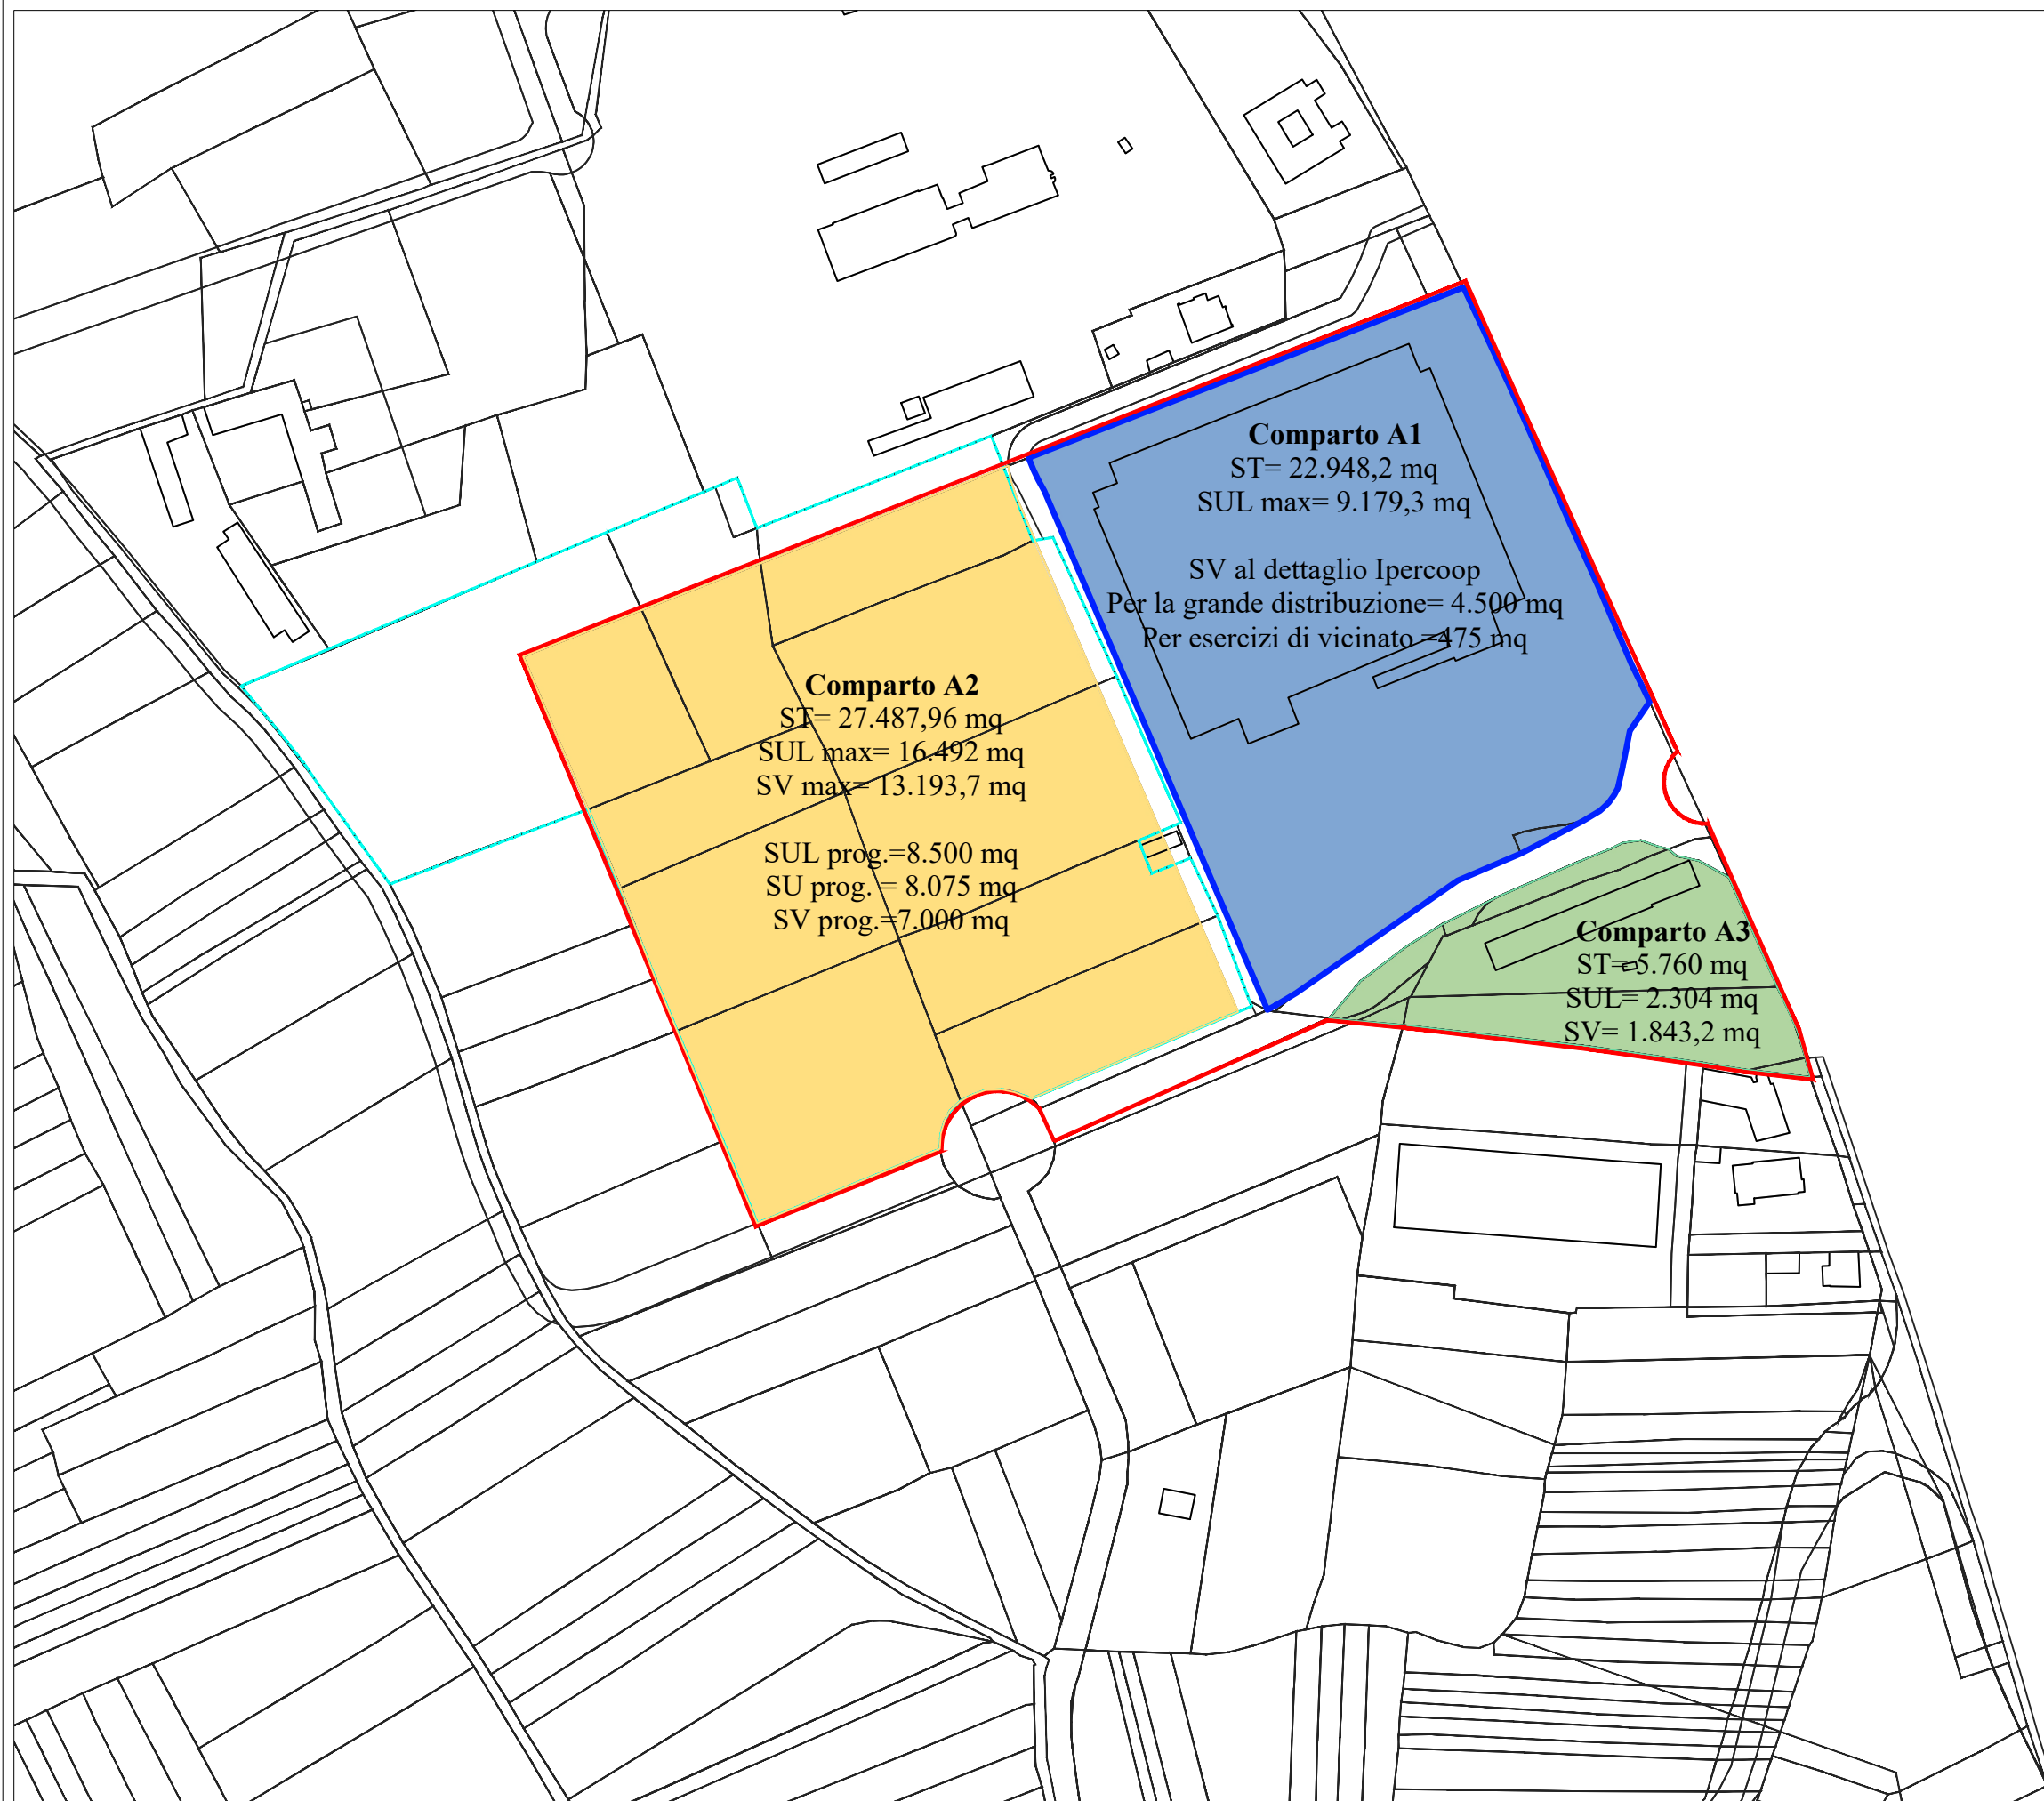 Comparto A1
ST= 22.948,2 mq
SUL max= 9.179,3 mq
SV al dettaglio Ipercoop
Per la grande distribuzione= 4.500 mq
Per esercizi di vicinato =475 mq
Comparto A2
ST= 27.487,96 mq
SUL max= 16.492 mq
SV max= 13.193,7 mq
SUL prog.=8.500 mq
SU prog. = 8.075 mq
SV prog.=7.000 mq
Comparto A3
ST= 5.760 mq
SUL= 2.304 mq
SV= 1.843,2 mq